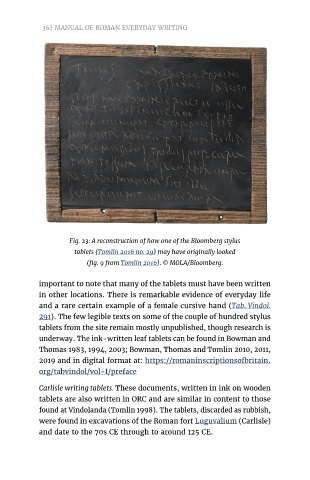 36| MANUAL OF ROMAN EVERYDAY WRITING
Fig. 23: A reconstruction of how one of the Bloomberg stylus
tablets (Tomlin 2016 no. 29) may have originally looked
(fig. 9 from Tomlin 2016). © MOLA/Bloomberg.
important to note that many of the tablets must have been written
in other locations. There is remarkable evidence of everyday life
and a rare certain example of a female cursive hand (Tab. Vindol.
291). The few legible texts on some of the couple of hundred stylus
tablets from the site remain mostly unpublished, though research is
underway. The ink-written leaf tablets can be found in Bowman and
Thomas 1983, 1994, 2003; Bowman, Thomas and Tomlin 2010, 2011,
2019 and in digital format at: https://romaninscriptionsofbritain.
org/tabvindol/vol-I/preface
Carlisle writing tablets. These documents, written in ink on wooden
tablets are also written in ORC and are similar in content to those
found at Vindolanda (Tomlin 1998). The tablets, discarded as rubbish,
were found in excavations of the Roman fort Luguvalium (Carlisle)
and date to the 70s CE through to around 125 CE.